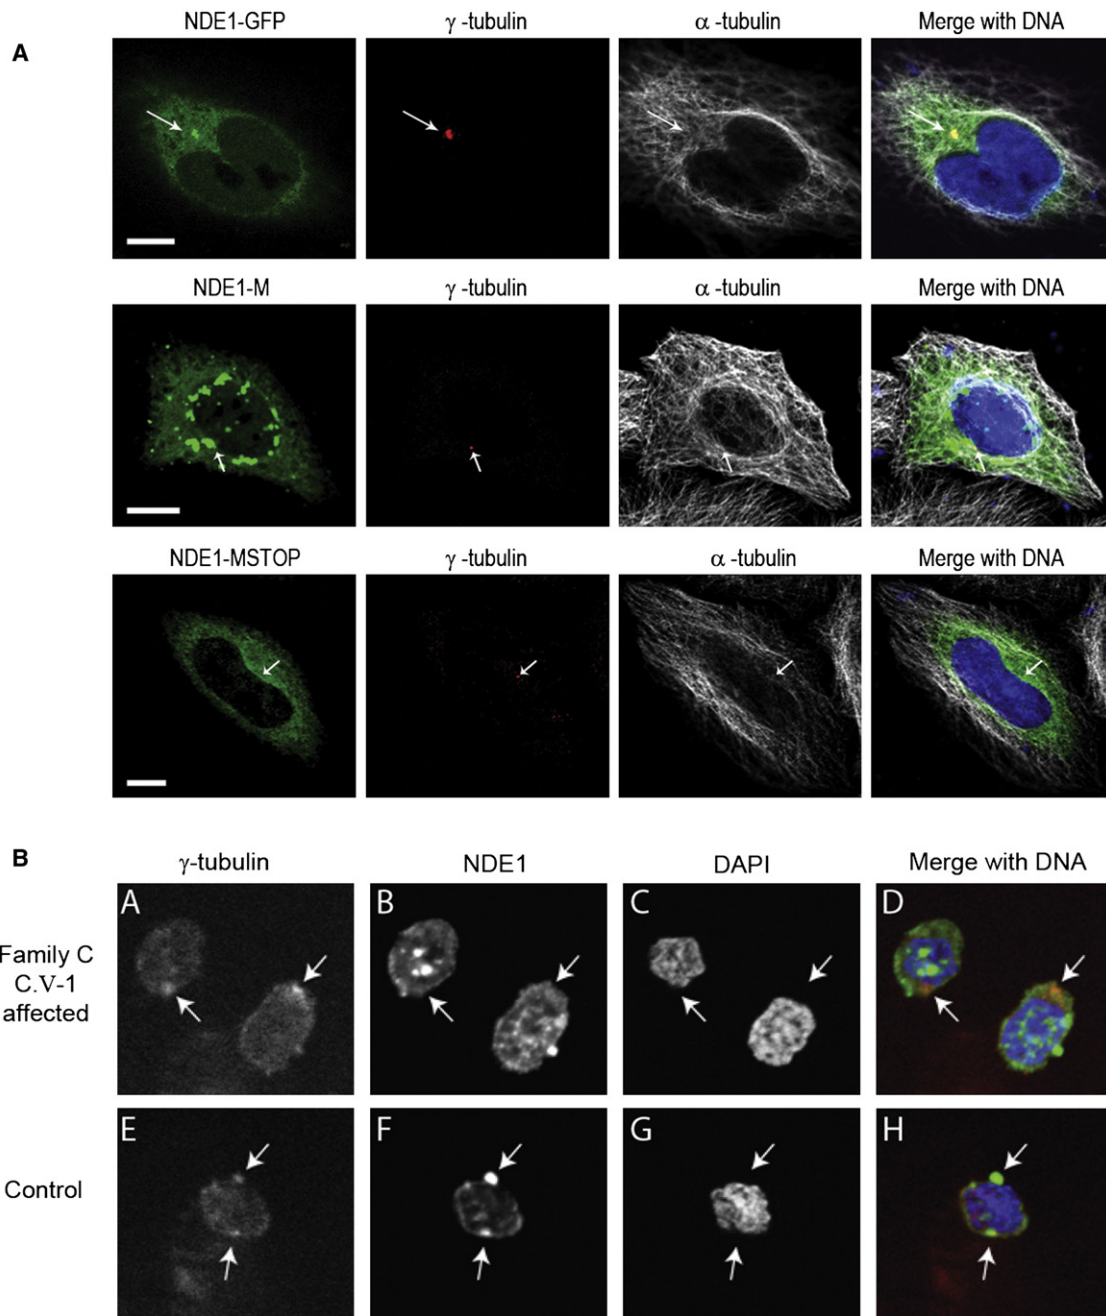 A
NDE1-GFP γ -tubulin α -tubulin Merge with DNA
NDE1-M γ -tubulin α -tubulin Merge with DNA
NDE1-MSTOP γ -tubulin α -tubulin Merge with DNA
B
γ-tubulin NDE1 DAPI Merge with DNA
A B C D
Family C
C.V-1
affected
E F G H
Control